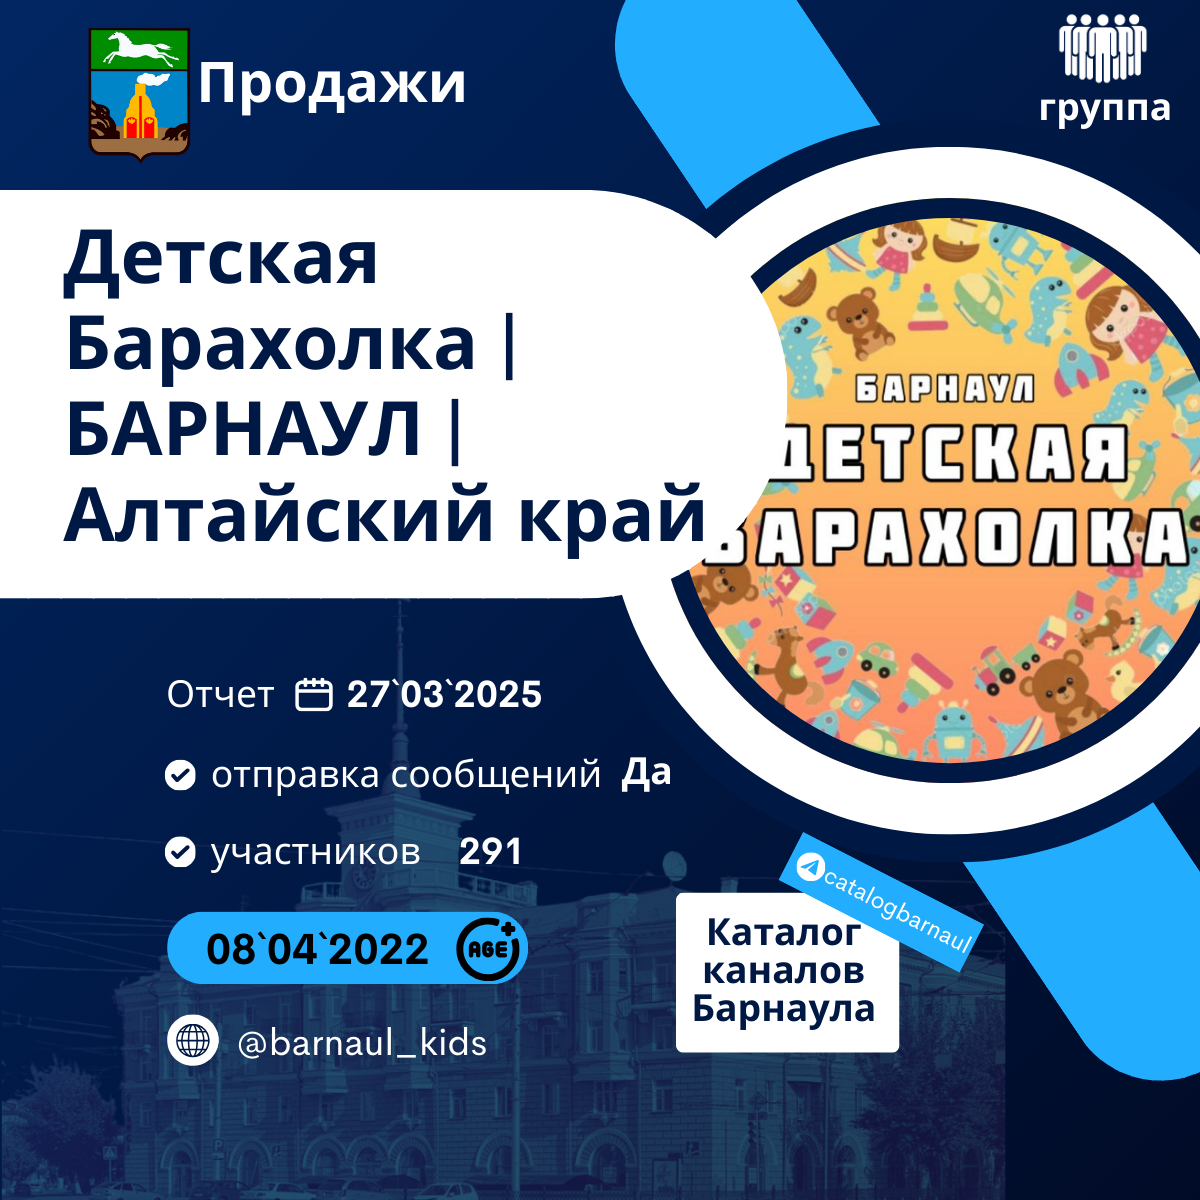 Продажи
группа
Детская
Барахолка |
БАРНАУЛ |
Алтайский край
БАРНАУЛ
ДЕТСКАЯ
БАРАХОЛКА
Отчет 27`03`2025
отправка сообщений Да
участников 291
08`04`2022 AGE+
@barnaul_kids
catalogbarnaul
Каталог
каналов
Барнаула